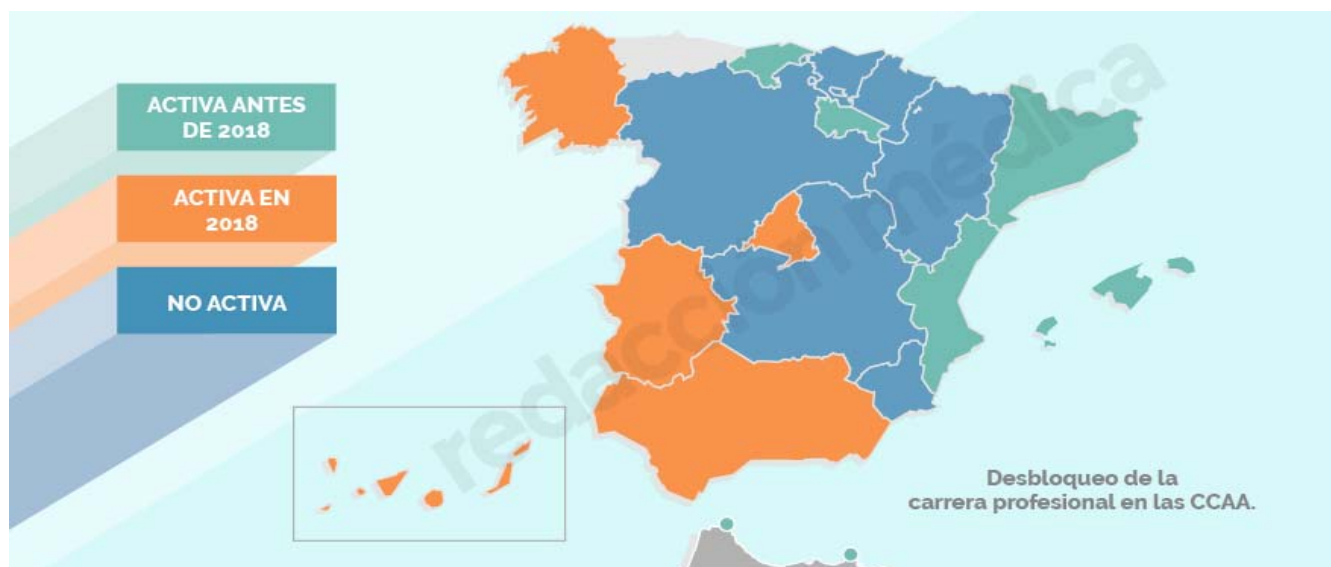 ACTIVA ANTES
DE 2018
ACTIVA EN
2018
NO ACTIVA
redacción médica
Desbloqueo de la
carrera profesional en las CCAA.